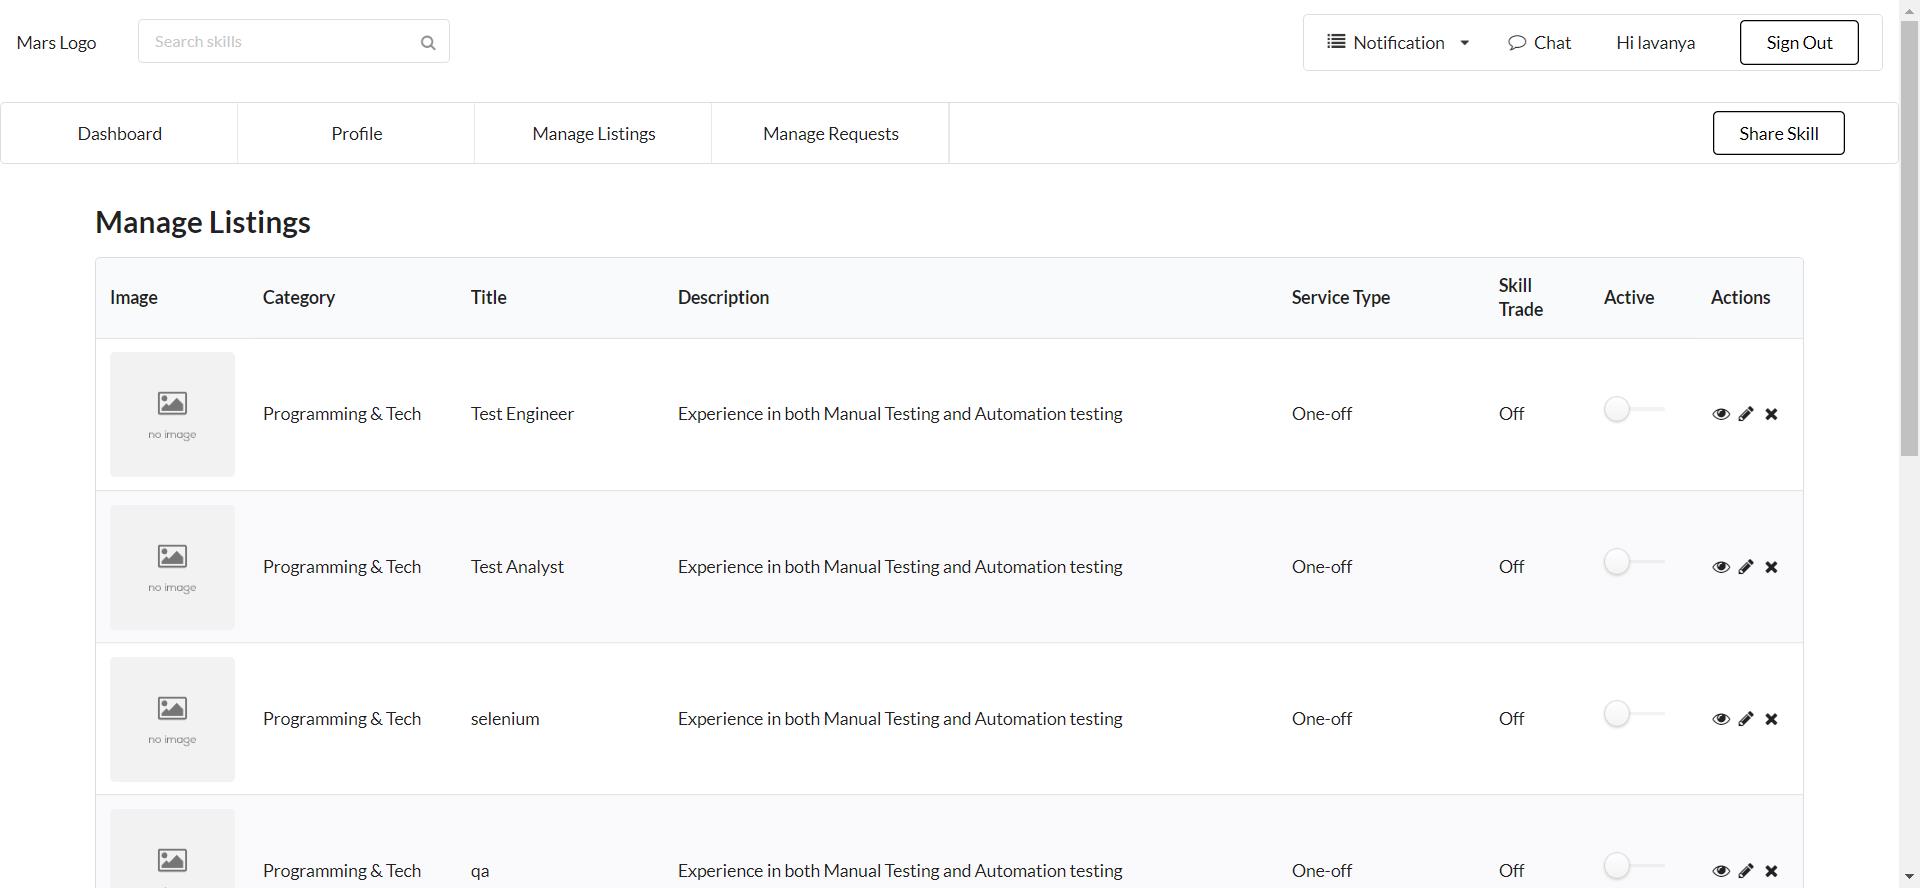 Mars Logo Search skills Notification Chat Hi lavanya Sign Out
Dashboard Profile Manage Listings Manage Requests Share Skill
Manage Listings
Image Category Title Description Service Type Skill Trade Active Actions
no image Programming & Tech Test Engineer Experience in both Manual Testing and Automation testing One-off Off
no image Programming & Tech Test Analyst Experience in both Manual Testing and Automation testing One-off Off
no image Programming & Tech selenium Experience in both Manual Testing and Automation testing One-off Off
Programming & Tech qa Experience in both Manual Testing and Automation testing One-off Off